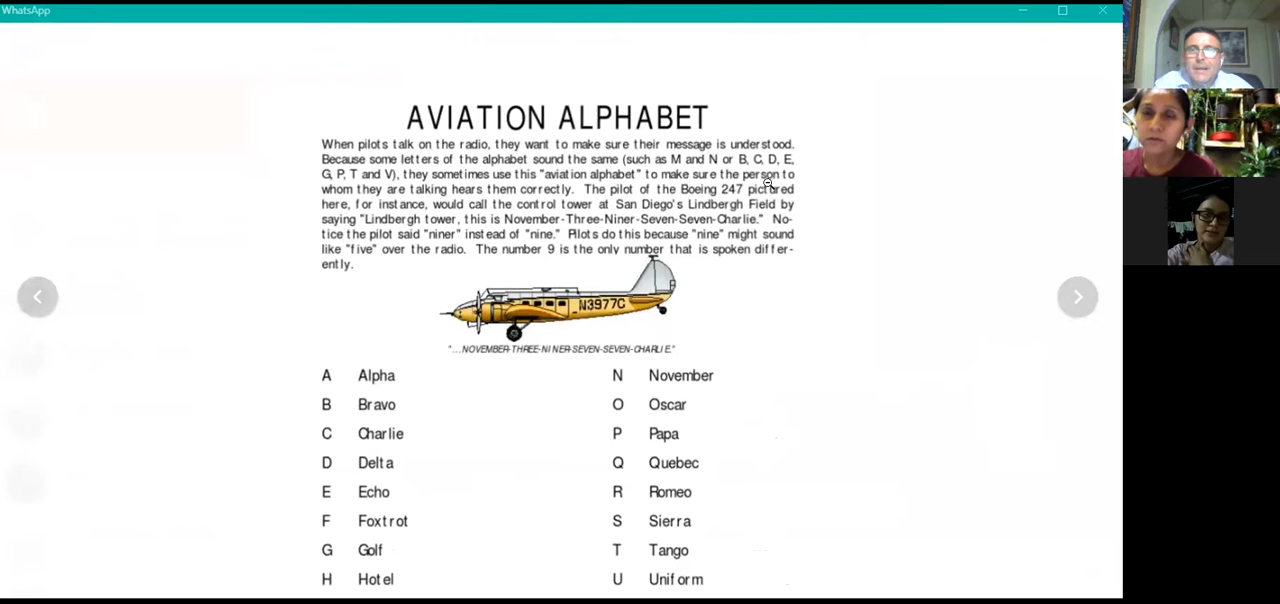 WhatsApp
AVIATION ALPHABET
When pilots talk on the radio, they want to make sure their message is understood.
Because some letters of the alphabet sound the same (such as M and N or B, C, D, E,
G, P, T and V), they sometimes use this "aviation alphabet" to make sure the person to
whom they are talking hears them correctly. The pilot of the Boeing 247 pictured
here, for instance, would call the control tower at San Diego's Lindbergh Field by
saying "Lindbergh tower, this is November-Three-Niner-Seven-Seven-Charlie." No-
tice the pilot said "niner" instead of "nine." Pilots do this because "nine" might sound
like "five" over the radio. The number 9 is the only number that is spoken differ-
ently.
N3977C
"...NOVEMBER-THREE-NINER-SEVEN-SEVEN-CHARLIE."
A Alpha N November
B Bravo O Oscar
C Charlie P Papa
D Delta Q Quebec
E Echo R Romeo
F Foxtrot S Sierra
G Golf T Tango
H Hotel U Uniform